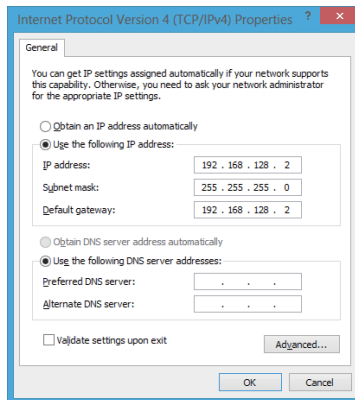 Internet Protocol Version 4 (TCP/IPv4) Properties ? ×
General
You can get IP settings assigned automatically if your network supports
this capability. Otherwise, you need to ask your network administrator
for the appropriate IP settings.
Obtain an IP address automatically
Use the following IP address:
IP address: 192 . 168 . 128 . 2
Subnet mask: 255 . 255 . 255 . 0
Default gateway: 192 . 168 . 128 . 2
Obtain DNS server address automatically
Use the following DNS server addresses:
Preferred DNS server: . . .
Alternate DNS server: . . .
Validate settings upon exit
Advanced...
OK Cancel